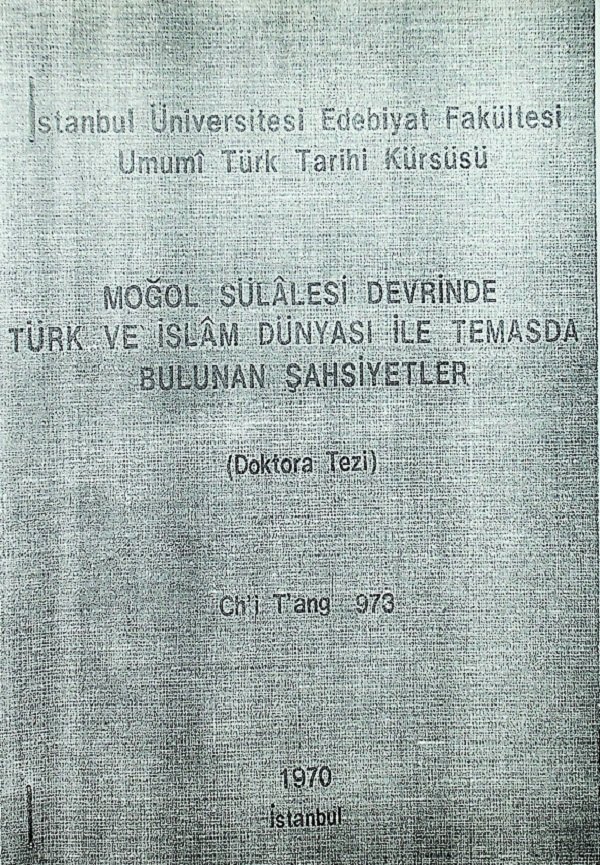 İstanbul Üniversitesi Edebiyat Fakültesi
Umumî Türk Tarihi Kürsüsü
MOĞOL SÜLÂLESİ DEVRİNDE
TÜRK VE İSLÂM DÜNYASI İLE TEMASDA
BULUNAN ŞAHSİYETLER
(Doktora Tezi)
Ch'i T'ang 973
1970
İstanbul